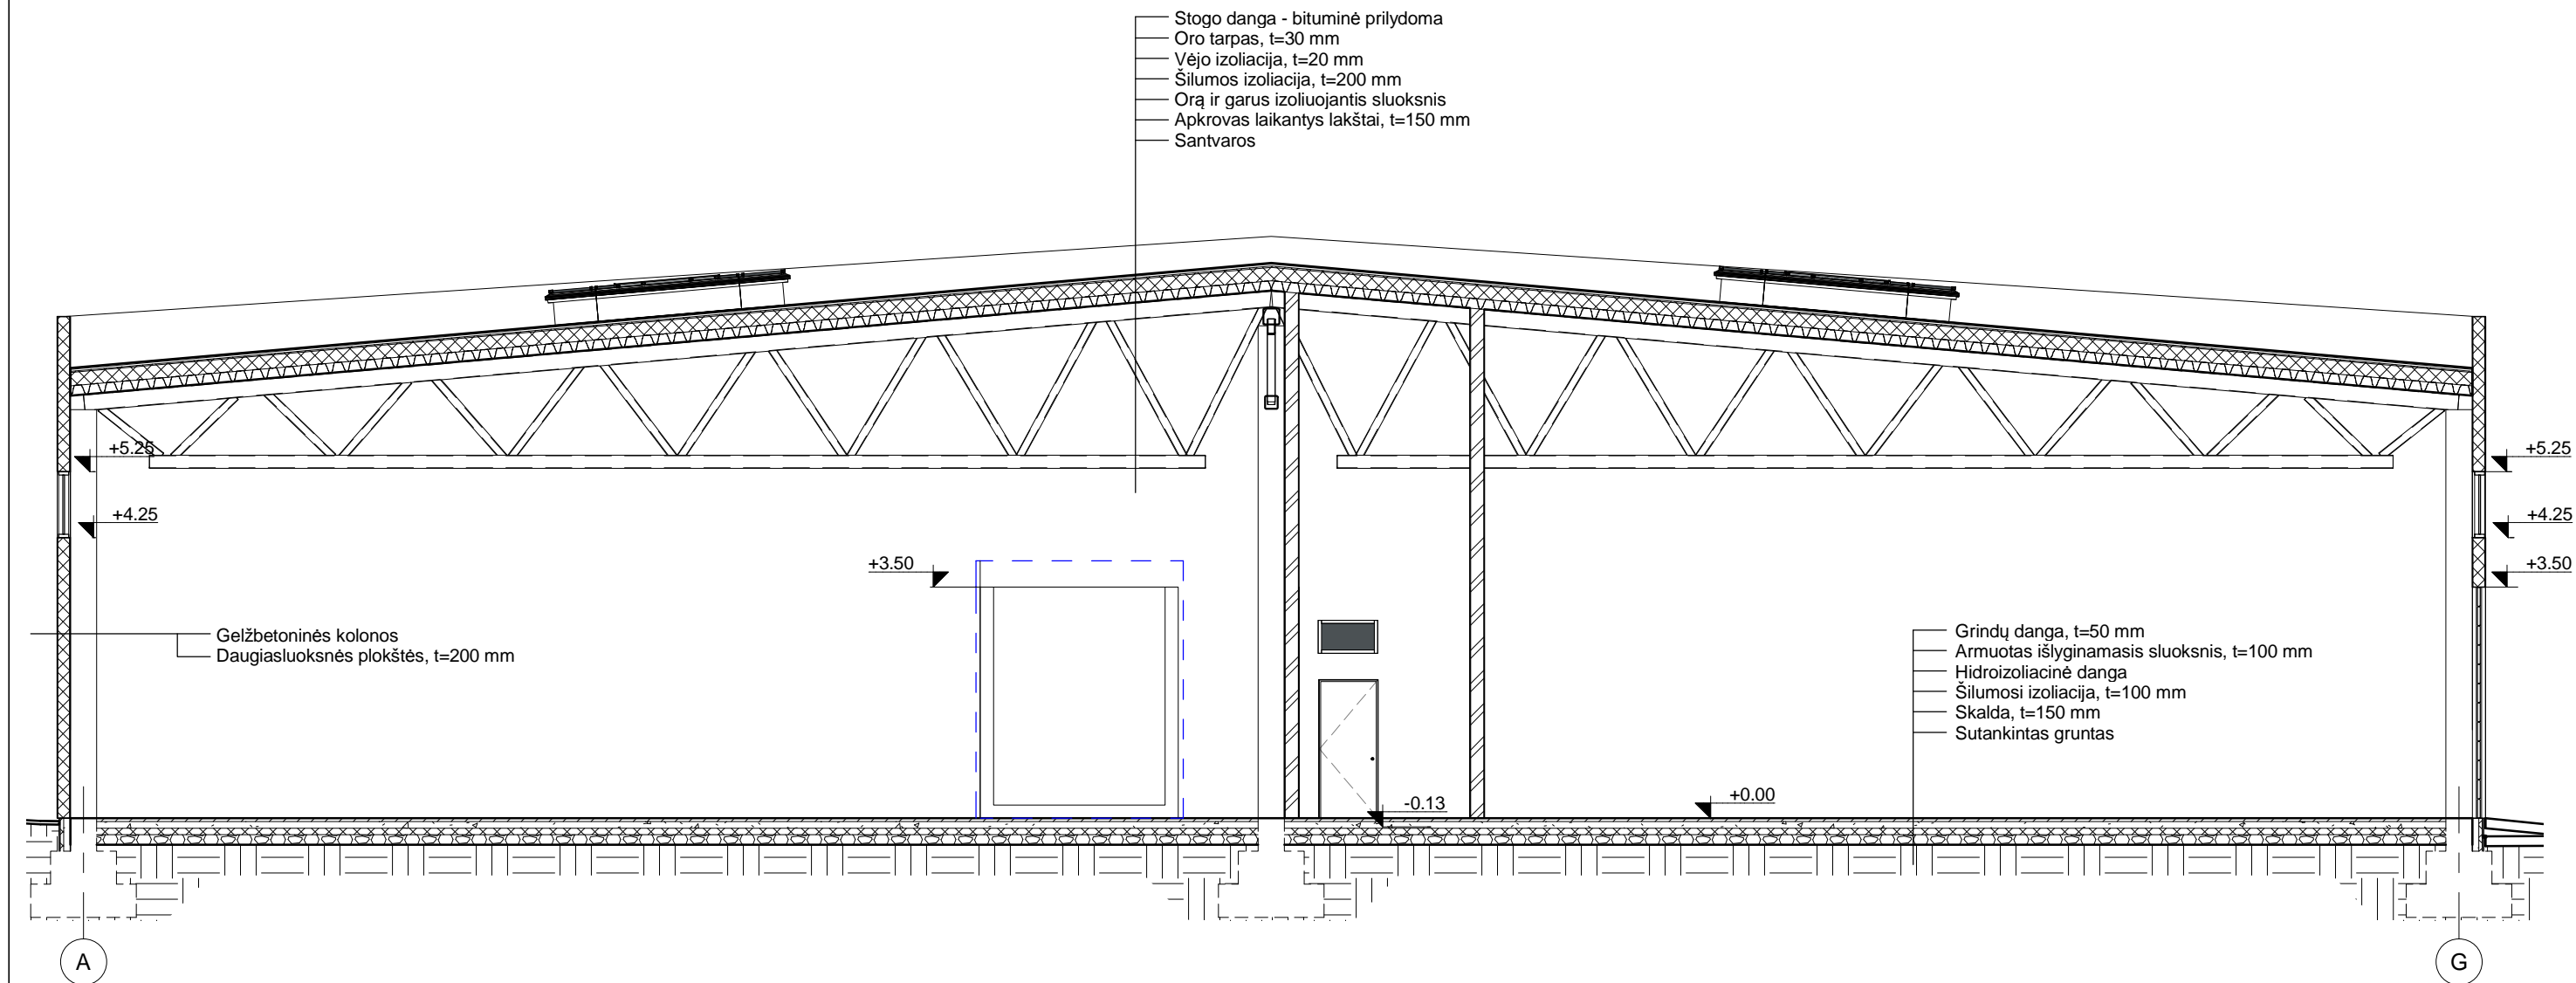 Stogo danga - bituminė prilydoma
Oro tarpas, t=30 mm
Vėjo izoliacija, t=20 mm
Šilumos izoliacija, t=200 mm
Orą ir garus izoliuojantis sluoksnis
Apkrovas laikantys lakštai, t=150 mm
Santvaros
+5.25
+5.25
+4.25
+4.25
+3.50
+3.50
Gelžbetoninės kolonos
Daugiasluoksnės plokštės, t=200 mm
Grindų danga, t=50 mm
Armuotas išlyginamasis sluoksnis, t=100 mm
Hidroizoliacinė danga
Šilumosi izoliacija, t=100 mm
Skalda, t=150 mm
Sutankintas gruntas
-0.13
+0.00
A
G